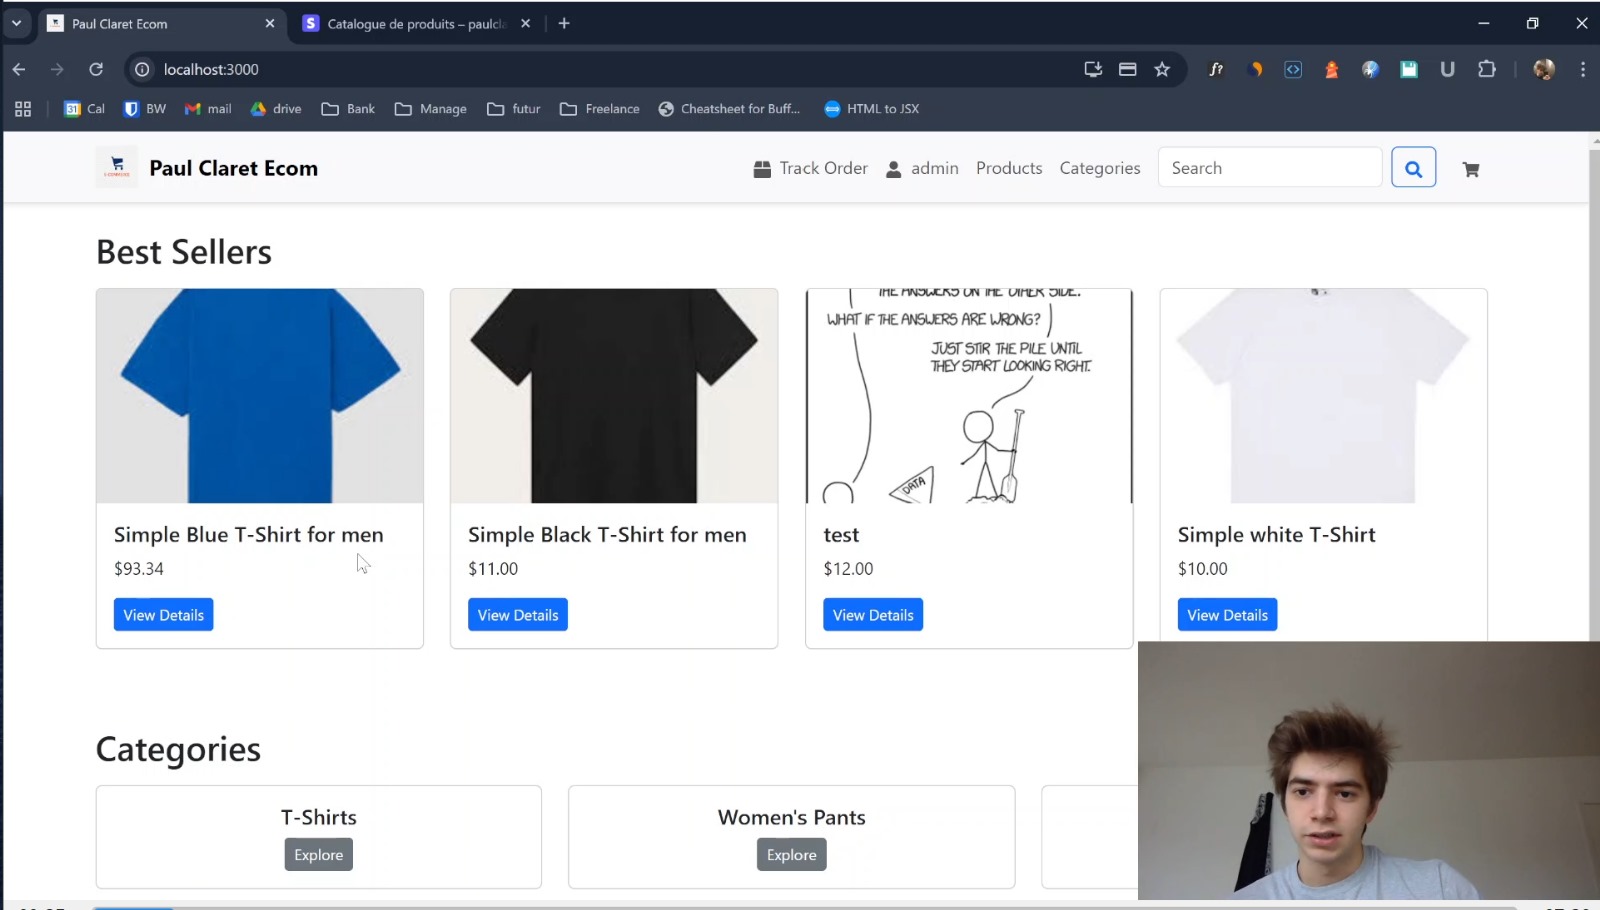 Paul Claret Ecom
S
Catalogue de produits – paulcla
localhost:3000
f?
U
31 Cal
BW
mail
drive
Bank
Manage
futur
Freelance
Cheatsheet for Buff...
HTML to JSX
Paul Claret Ecom
Track Order
admin
Products
Categories
Search
Best Sellers
THE ANSWERS ON THE OTHER SIDE.
WHAT IF THE ANSWERS ARE WRONG?
JUST STIR THE PILE UNTIL
THEY START LOOKING RIGHT.
DATA
Simple Blue T-Shirt for men
$93.34
View Details
Simple Black T-Shirt for men
$11.00
View Details
test
$12.00
View Details
Simple white T-Shirt
$10.00
View Details
Categories
T-Shirts
Explore
Women's Pants
Explore